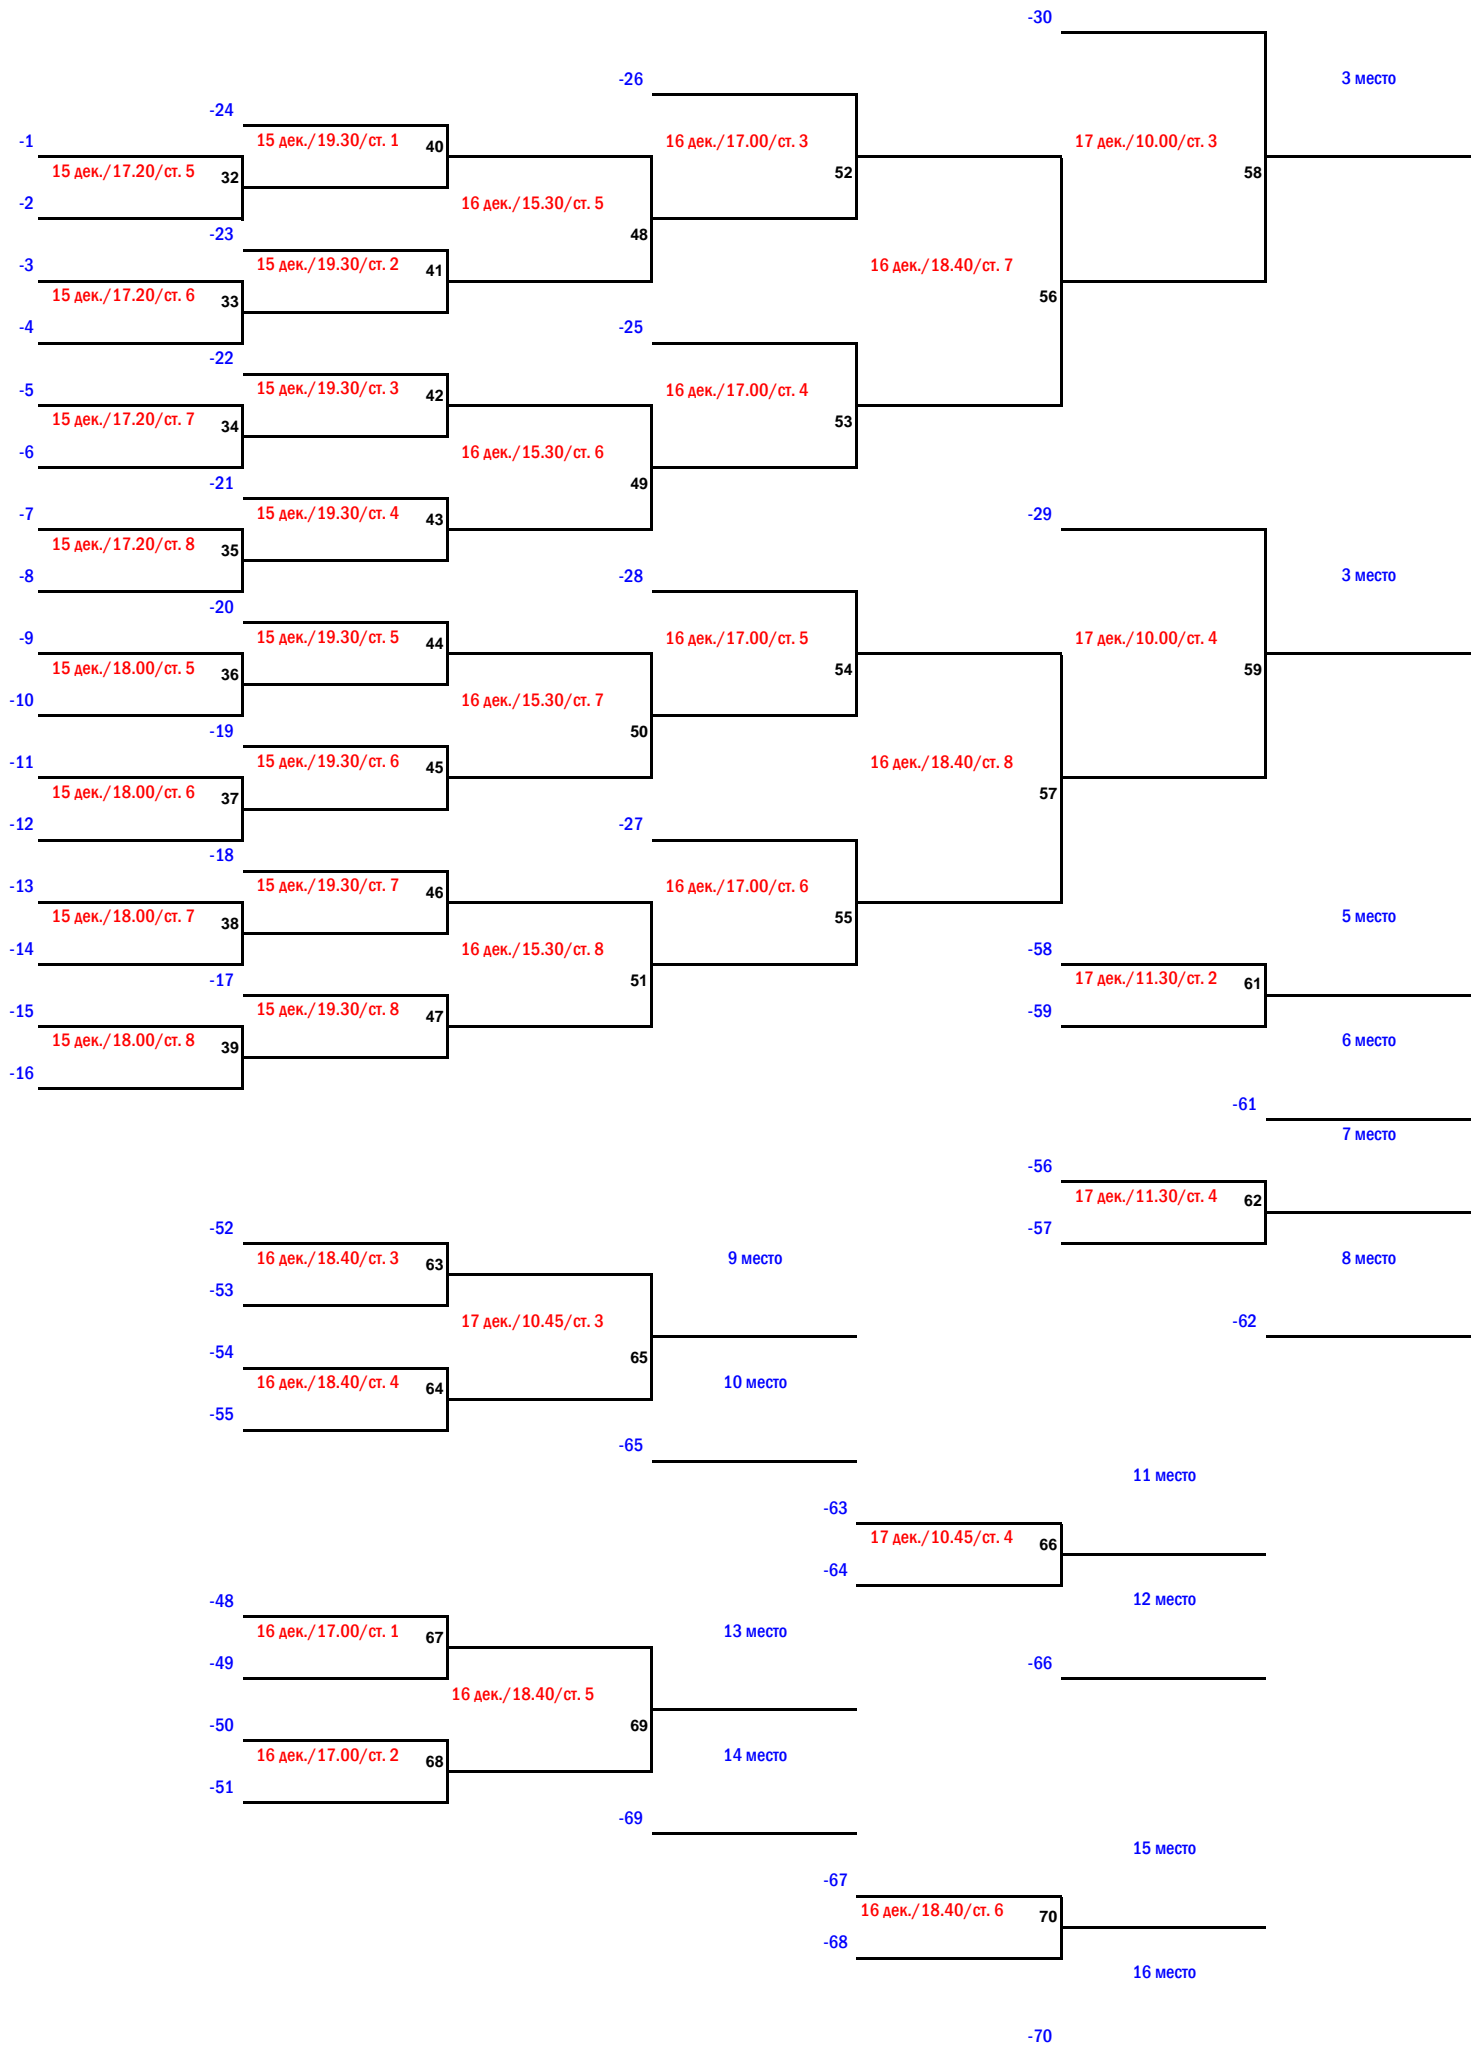 -30
-26
3 место
-24
-1
15 дек./19.30/ст. 1
40
16 дек./17.00/ст. 3
17 дек./10.00/ст. 3
15 дек./17.20/ст. 5
32
52
58
-2
16 дек./15.30/ст. 5
-23
48
-3
15 дек./19.30/ст. 2
41
16 дек./18.40/ст. 7
15 дек./17.20/ст. 6
33
56
-4
-25
-22
-5
15 дек./19.30/ст. 3
42
16 дек./17.00/ст. 4
15 дек./17.20/ст. 7
34
53
-6
16 дек./15.30/ст. 6
-21
49
-7
15 дек./19.30/ст. 4
43
-29
15 дек./17.20/ст. 8
35
-8
-28
3 место
-20
-9
15 дек./19.30/ст. 5
44
16 дек./17.00/ст. 5
17 дек./10.00/ст. 4
15 дек./18.00/ст. 5
36
54
59
-10
16 дек./15.30/ст. 7
-19
50
-11
15 дек./19.30/ст. 6
45
16 дек./18.40/ст. 8
15 дек./18.00/ст. 6
37
57
-12
-27
-18
-13
15 дек./19.30/ст. 7
46
16 дек./17.00/ст. 6
15 дек./18.00/ст. 7
38
55
5 место
-14
16 дек./15.30/ст. 8
-58
-17
51
17 дек./11.30/ст. 2
61
-15
15 дек./19.30/ст. 8
47
-59
15 дек./18.00/ст. 8
39
6 место
-16
-61
7 место
-56
17 дек./11.30/ст. 4
62
-52
-57
16 дек./18.40/ст. 3
63
9 место
8 место
-53
17 дек./10.45/ст. 3
-62
-54
65
16 дек./18.40/ст. 4
64
10 место
-55
-65
11 место
-63
17 дек./10.45/ст. 4
66
-64
-48
12 место
16 дек./17.00/ст. 1
67
13 место
-49
-66
16 дек./18.40/ст. 5
-50
69
16 дек./17.00/ст. 2
68
14 место
-51
-69
15 место
-67
16 дек./18.40/ст. 6
70
-68
16 место
-70